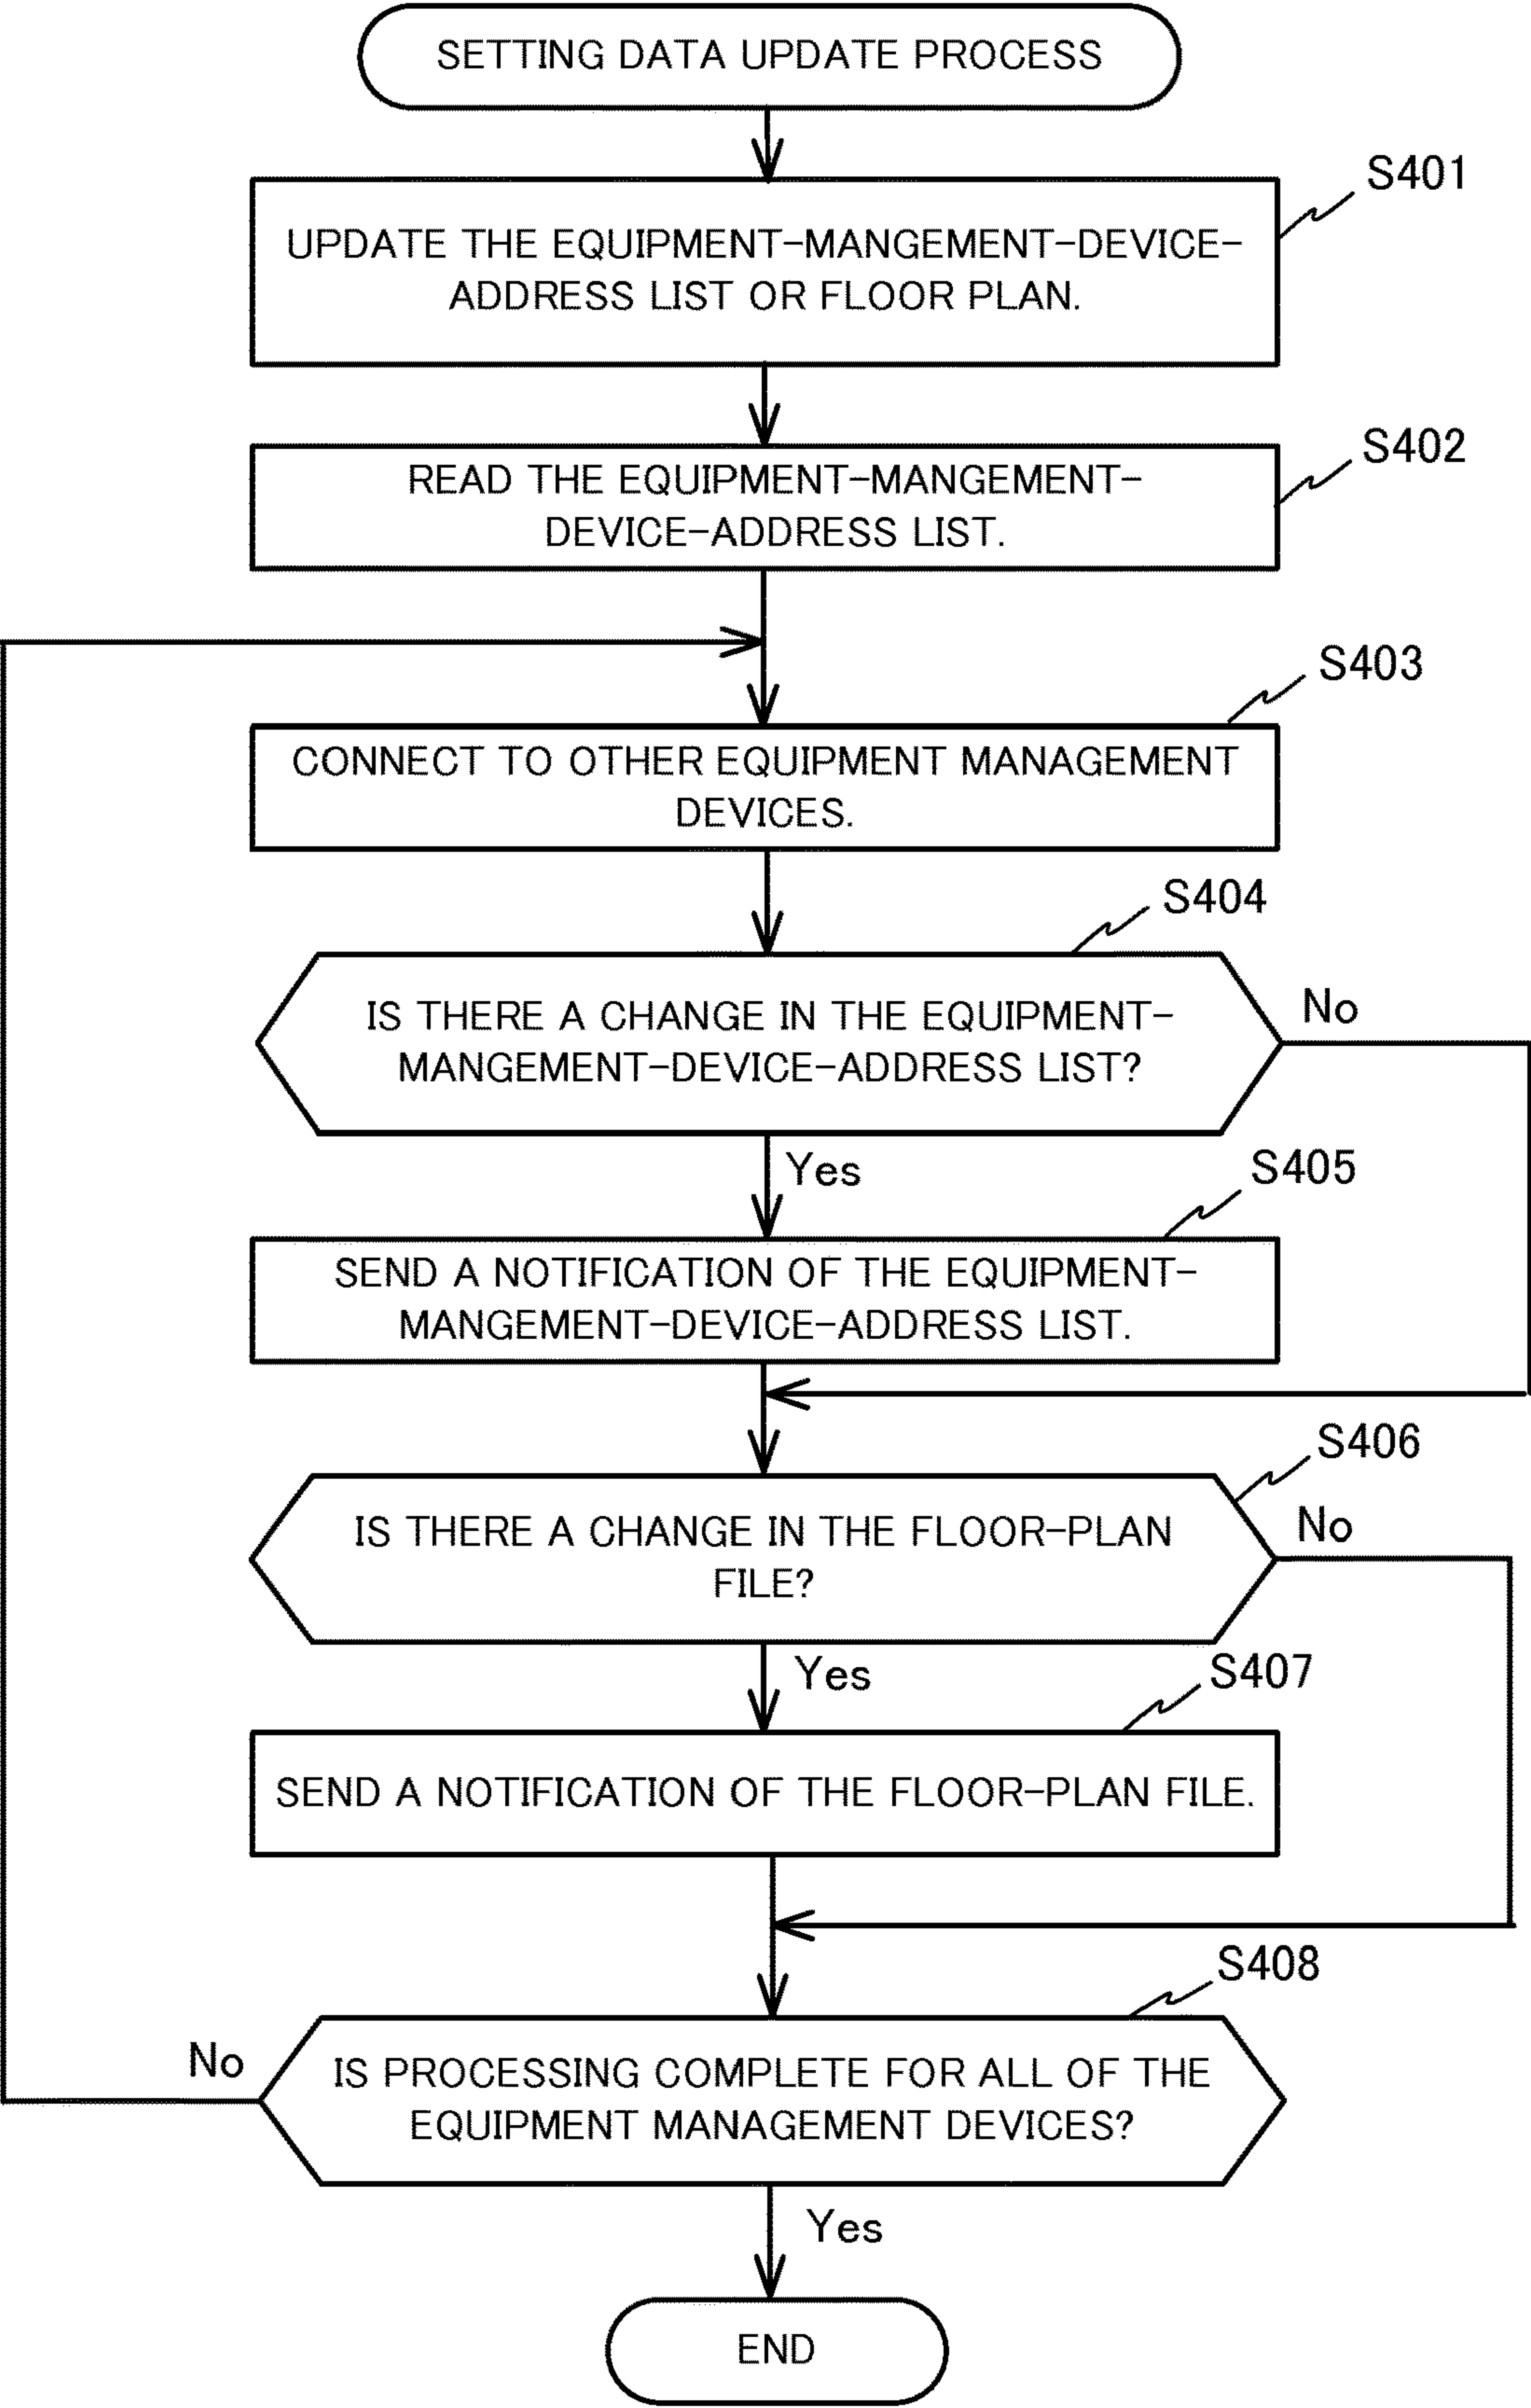 SETTING DATA UPDATE PROCESS
S401
UPDATE THE EQUIPMENT-MANGEMENT-DEVICE-
ADDRESS LIST OR FLOOR PLAN.
S402
READ THE EQUIPMENT-MANGEMENT-
DEVICE-ADDRESS LIST.
S403
CONNECT TO OTHER EQUIPMENT MANAGEMENT
DEVICES.
S404
IS THERE A CHANGE IN THE EQUIPMENT-
MANGEMENT-DEVICE-ADDRESS LIST?
No
Yes
S405
SEND A NOTIFICATION OF THE EQUIPMENT-
MANGEMENT-DEVICE-ADDRESS LIST.
S406
IS THERE A CHANGE IN THE FLOOR-PLAN
FILE?
No
Yes
S407
SEND A NOTIFICATION OF THE FLOOR-PLAN FILE.
S408
No
IS PROCESSING COMPLETE FOR ALL OF THE
EQUIPMENT MANAGEMENT DEVICES?
Yes
END